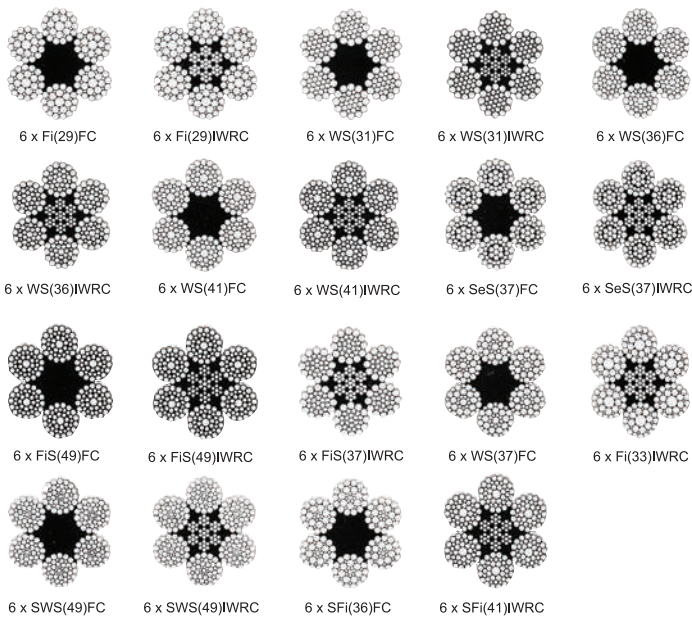 6 x Fi(29)FC
6 x Fi(29)IWRC
6 x WS(31)FC
6 x WS(31)IWRC
6 x WS(36)FC
6 x WS(36)IWRC
6 x WS(41)FC
6 x WS(41)IWRC
6 x SeS(37)FC
6 x SeS(37)IWRC
6 x FiS(49)FC
6 x FiS(49)IWRC
6 x FiS(37)IWRC
6 x WS(37)FC
6 x Fi(33)IWRC
6 x SWS(49)FC
6 x SWS(49)IWRC
6 x SFi(36)FC
6 x SFi(41)IWRC